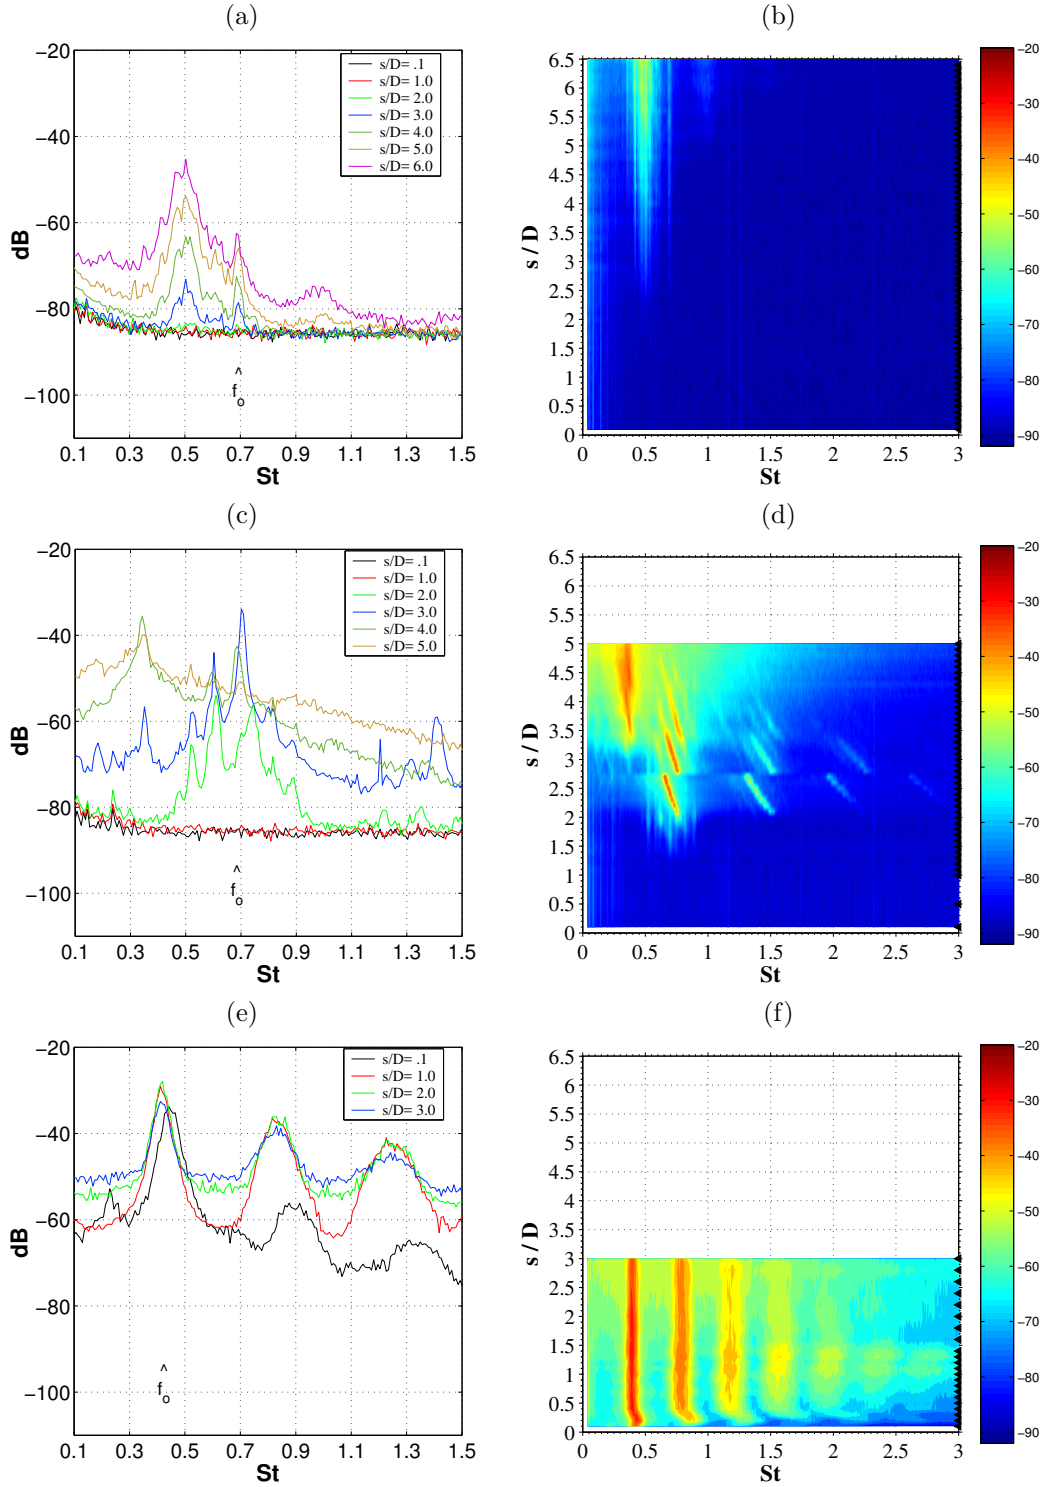 (a)
−20
−40
−60
−80
−100
dB
0.1 0.3 0.5 0.7 0.9 1.1 1.3 1.5
St
s/D= .1
s/D= 1.0
s/D= 2.0
s/D= 3.0
s/D= 4.0
s/D= 5.0
s/D= 6.0
^
fo
(b)
6.5
6
5.5
5
4.5
4
3.5
3
2.5
2
1.5
1
0.5
0
s / D
0 0.5 1 1.5 2 2.5 3
St
−20
−30
−40
−50
−60
−70
−80
−90
(c)
−20
−40
−60
−80
−100
dB
0.1 0.3 0.5 0.7 0.9 1.1 1.3 1.5
St
s/D= .1
s/D= 1.0
s/D= 2.0
s/D= 3.0
s/D= 4.0
s/D= 5.0
^
fo
(d)
6.5
6
5.5
5
4.5
4
3.5
3
2.5
2
1.5
1
0.5
0
s / D
0 0.5 1 1.5 2 2.5 3
St
−20
−30
−40
−50
−60
−70
−80
−90
(e)
−20
−40
−60
−80
−100
dB
0.1 0.3 0.5 0.7 0.9 1.1 1.3 1.5
St
s/D= .1
s/D= 1.0
s/D= 2.0
s/D= 3.0
^
fo
(f)
6.5
6
5.5
5
4.5
4
3.5
3
2.5
2
1.5
1
0.5
0
s / D
0 0.5 1 1.5 2 2.5 3
St
−20
−30
−40
−50
−60
−70
−80
−90